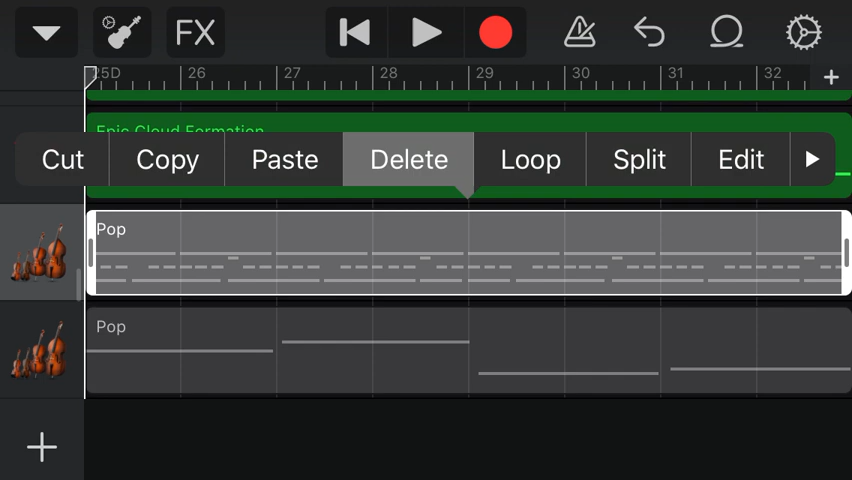 FX
25D 26 27 28 29 30 31 32
Epic Cloud Formation
Cut Copy Paste Delete Loop Split Edit
Pop
Pop